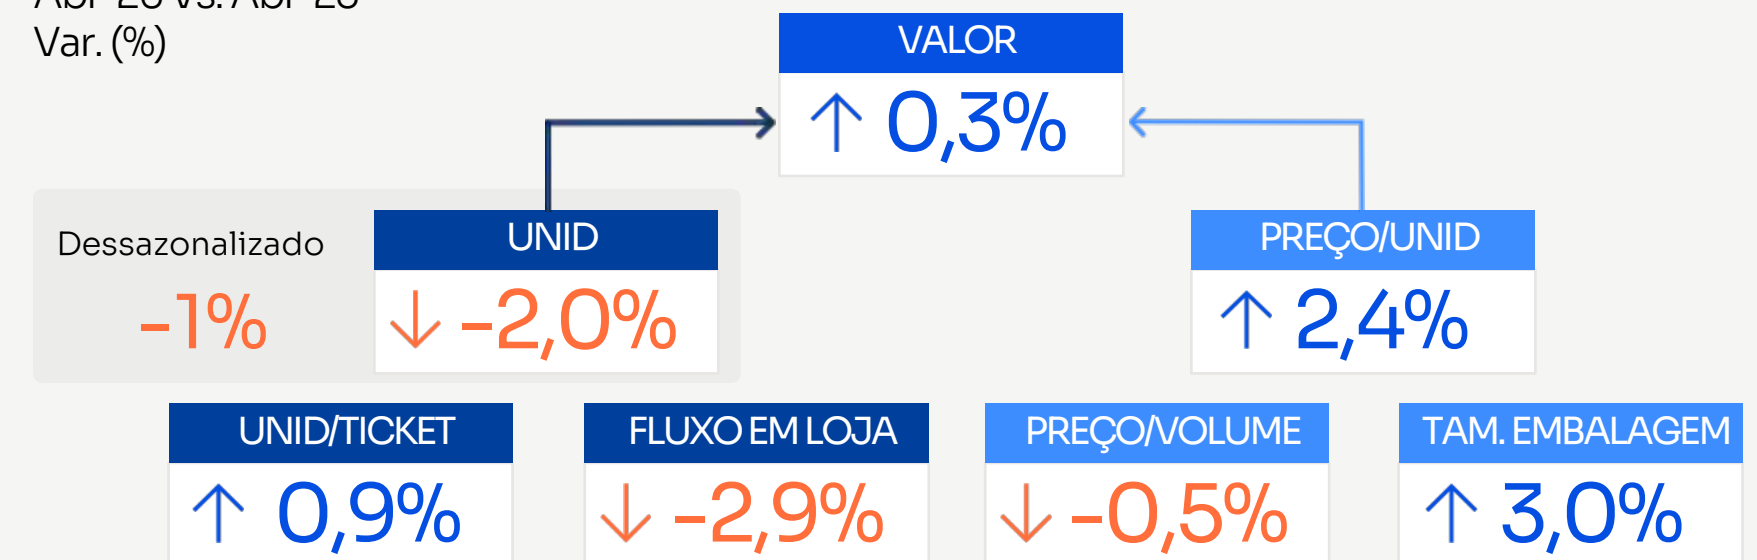 Var. (%)
VALOR
↑ 0,3%
Dessazonalizado
-1%
UNID
↓ -2,0%
PREÇO/UNID
↑ 2,4%
UNID/TICKET
↑ 0,9%
FLUXO EM LOJA
↓ -2,9%
PREÇO/VOLUME
↓ -0,5%
TAM. EMBALAGEM
↑ 3,0%